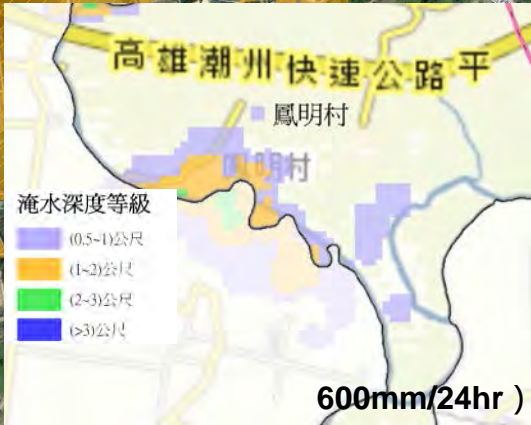 高雄潮州快速公路平
鳳明村
鳳明村
淹水深度等級
(0.5~1)公尺
(1~2)公尺
(2~3)公尺
(>3)公尺
600mm/24hr）